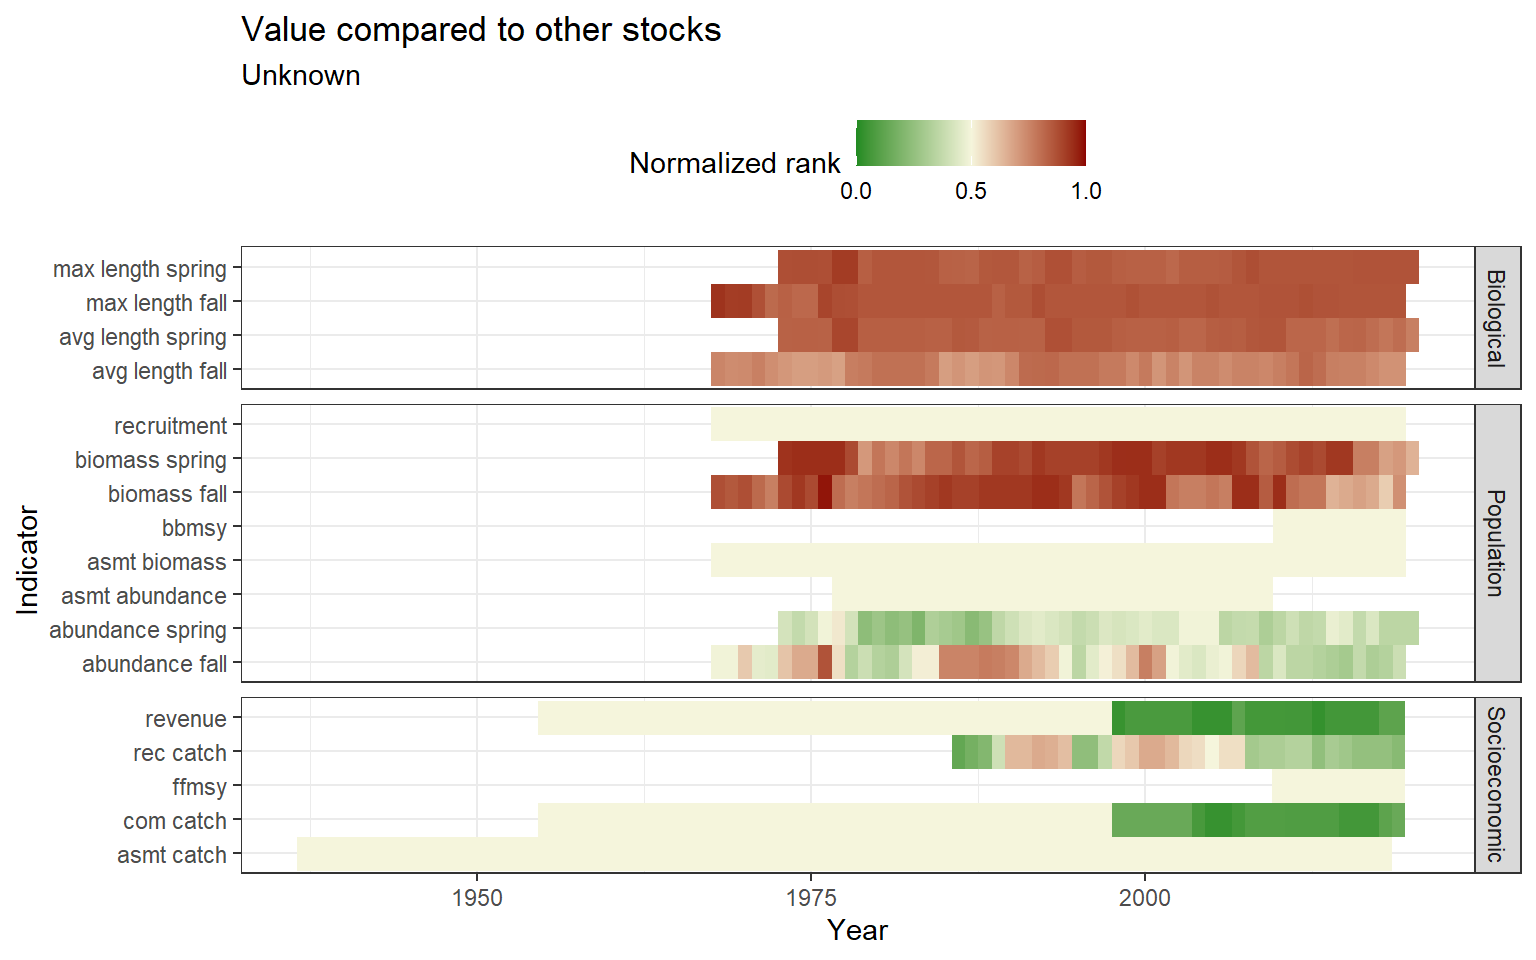 Value compared to other stocks
Unknown
Normalized rank
0.0 0.5 1.0
max length spring
max length fall
avg length spring
avg length fall
Biological
recruitment
biomass spring
biomass fall
bbmsy
asmt biomass
asmt abundance
abundance spring
abundance fall
Population
revenue
rec catch
ffmsy
com catch
asmt catch
Socioeconomic
Indicator
1950 1975 2000
Year